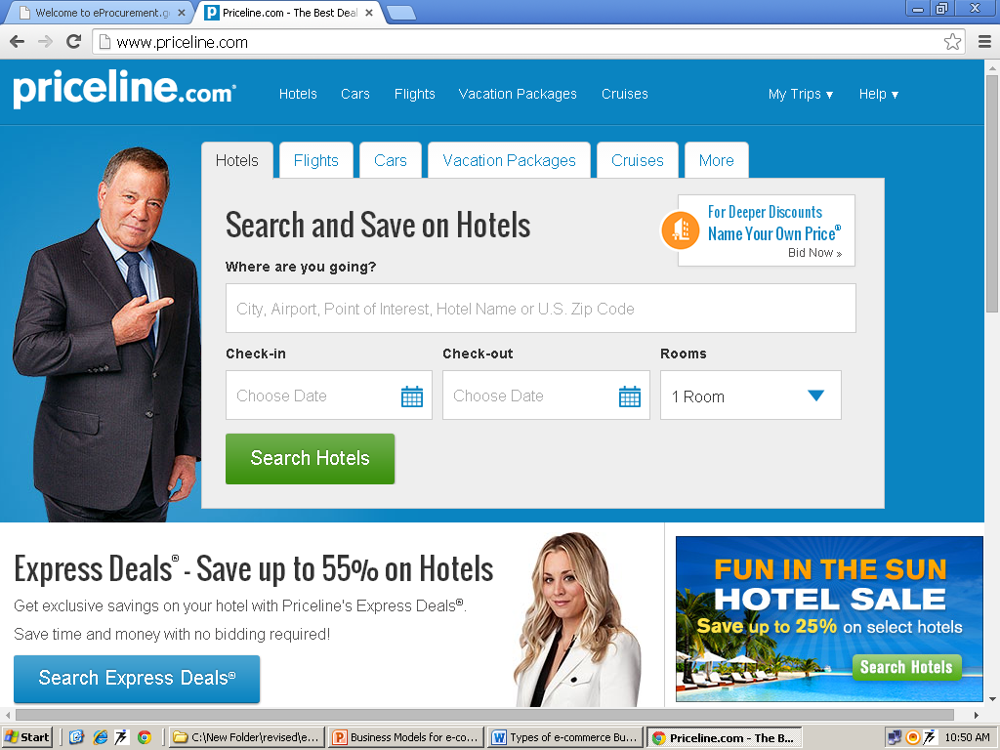 Welcome to eProcurement.g
Priceline.com - The Best Deal
www.priceline.com
priceline.com®
Hotels Cars Flights Vacation Packages Cruises My Trips ▾ Help ▾
Hotels Flights Cars Vacation Packages Cruises More
For Deeper Discounts
Name Your Own Price®
Bid Now »
Search and Save on Hotels
Where are you going?
City, Airport, Point of Interest, Hotel Name or U.S. Zip Code
Check-in Check-out Rooms
Choose Date Choose Date 1 Room
Search Hotels
Express Deals® - Save up to 55% on Hotels
Get exclusive savings on your hotel with Priceline's Express Deals®.
Save time and money with no bidding required!
Search Express Deals®
FUN IN THE SUN
HOTEL SALE
Save up to 25% on select hotels
Search Hotels
Start C:\New Folder\revised\e... Business Models for e-co... Types of e-commerce Bu... Priceline.com - The B... 10:50 AM